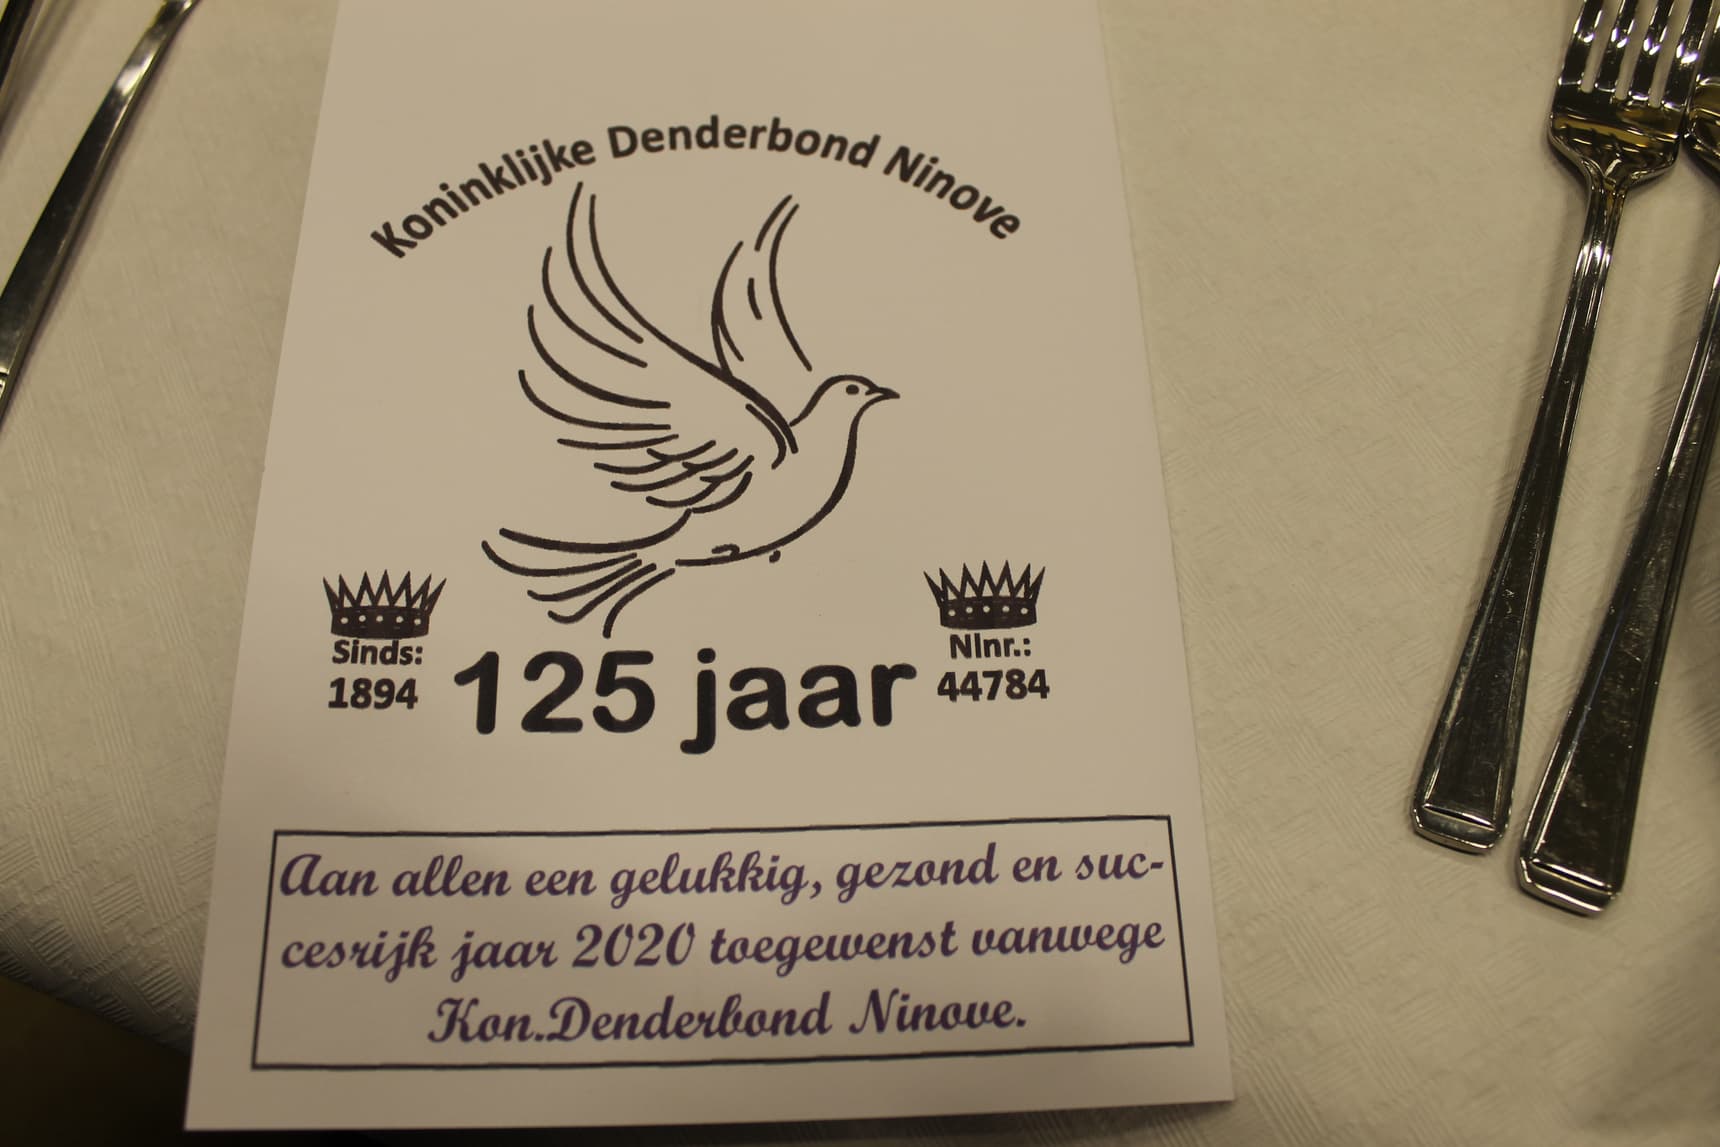 Koninklijke Denderbond Ninove
Sinds:
1894
125 jaar
Nlnr.:
44784
Aan allen een gelukkig, gezond en suc-
cesrijk jaar 2020 toegewenst vanwege
Kon.Denderbond Ninove.